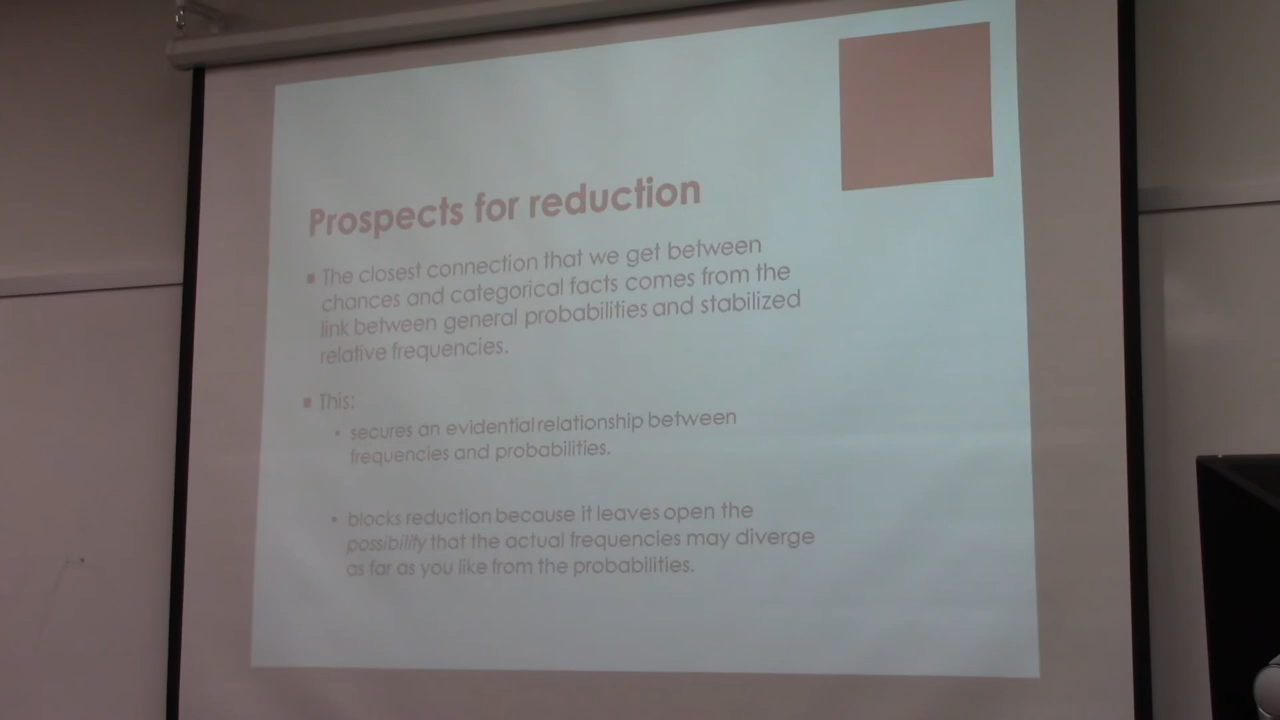 Prospects for reduction
▪ The closest connection that we get between
chances and categorical facts comes from the
link between general probabilities and stabilized
relative frequencies.
▪ This:
• secures an evidential relationship between
frequencies and probabilities.
• blocks reduction because it leaves open the
possibility that the actual frequencies may diverge
as far as you like from the probabilities.